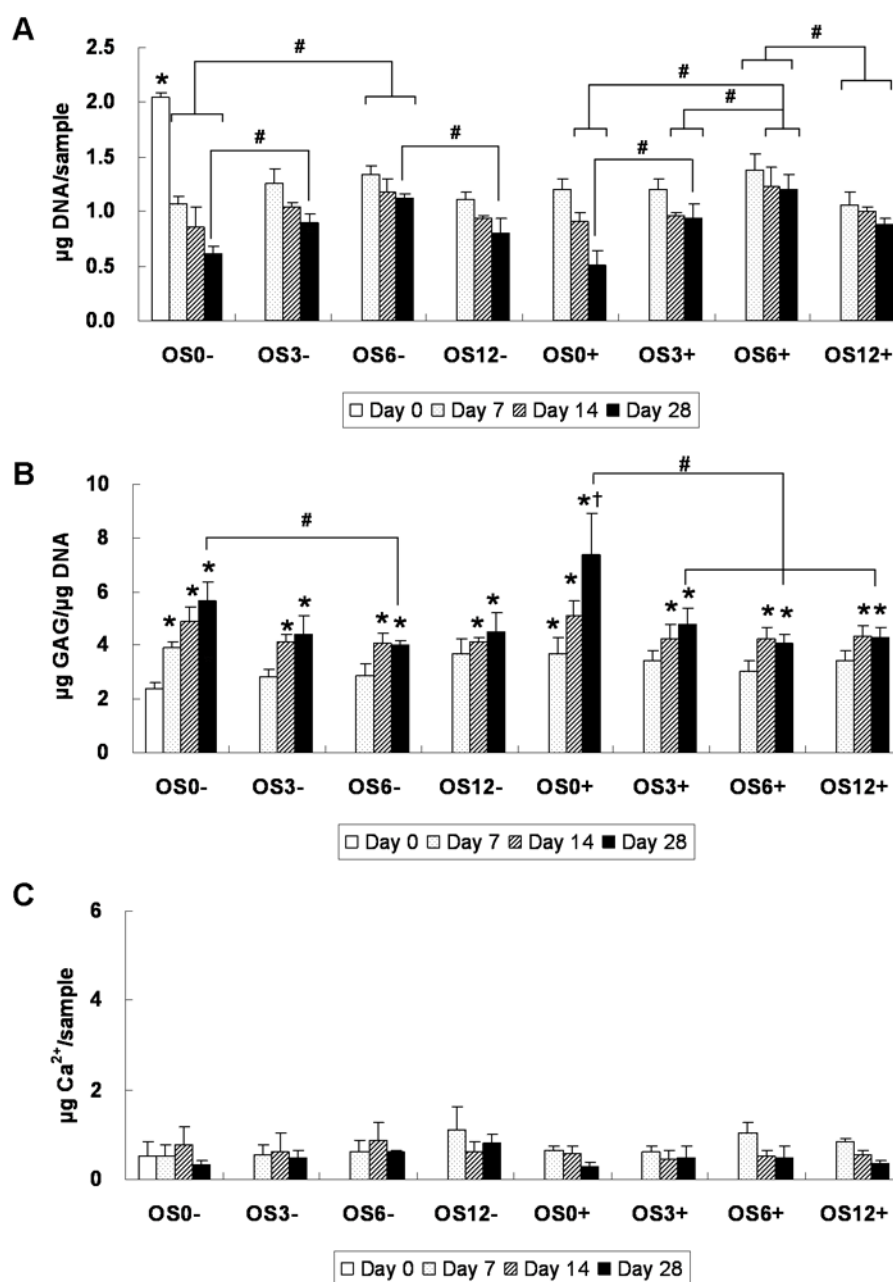 A
µg DNA/sample
2.5
2.0
1.5
1.0
0.5
0.0
*
#
#
#
#
#
#
#
OS0- OS3- OS6- OS12- OS0+ OS3+ OS6+ OS12+
Day 0 Day 7 Day 14 Day 28
B
µg GAG/µg DNA
10
8
6
4
2
0
#
#
* * *
* *
* *
* *
* * *†
* *
* *
* *
OS0- OS3- OS6- OS12- OS0+ OS3+ OS6+ OS12+
Day 0 Day 7 Day 14 Day 28
C
µg Ca²⁺/sample
6
4
2
0
OS0- OS3- OS6- OS12- OS0+ OS3+ OS6+ OS12+
Day 0 Day 7 Day 14 Day 28